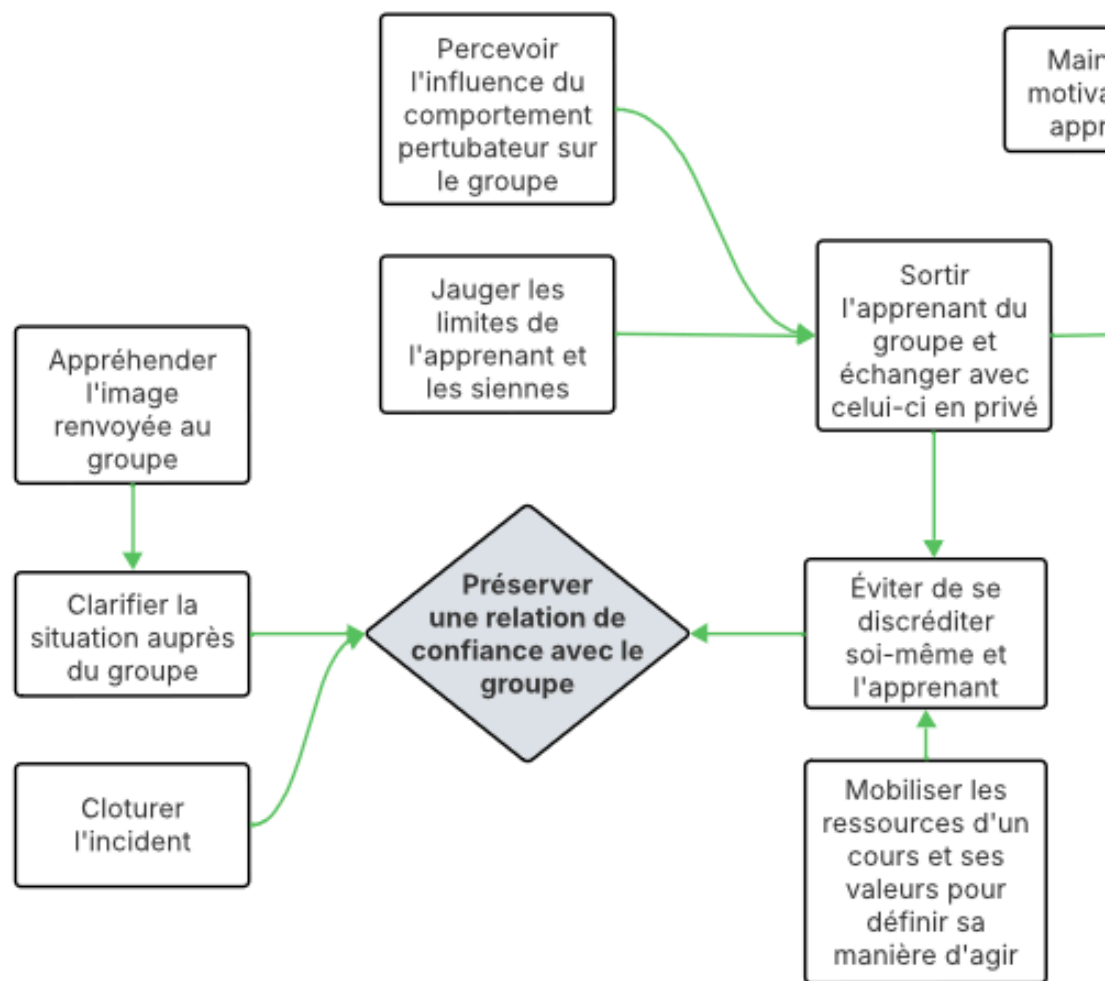 Percevoir
l'influence du
comportement
pertubateur sur
le groupe
Jauger les
limites de
l'apprenant et
les siennes
Sortir
l'apprenant du
groupe et
échanger avec
celui-ci en privé
Appréhender
l'image
renvoyée au
groupe
Clarifier la
situation auprès
du groupe
Préserver
une relation de
confiance avec le
groupe
Éviter de se
discréditer
soi-même et
l'apprenant
Cloturer
l'incident
Mobiliser les
ressources d'un
cours et ses
valeurs pour
définir sa
manière d'agir